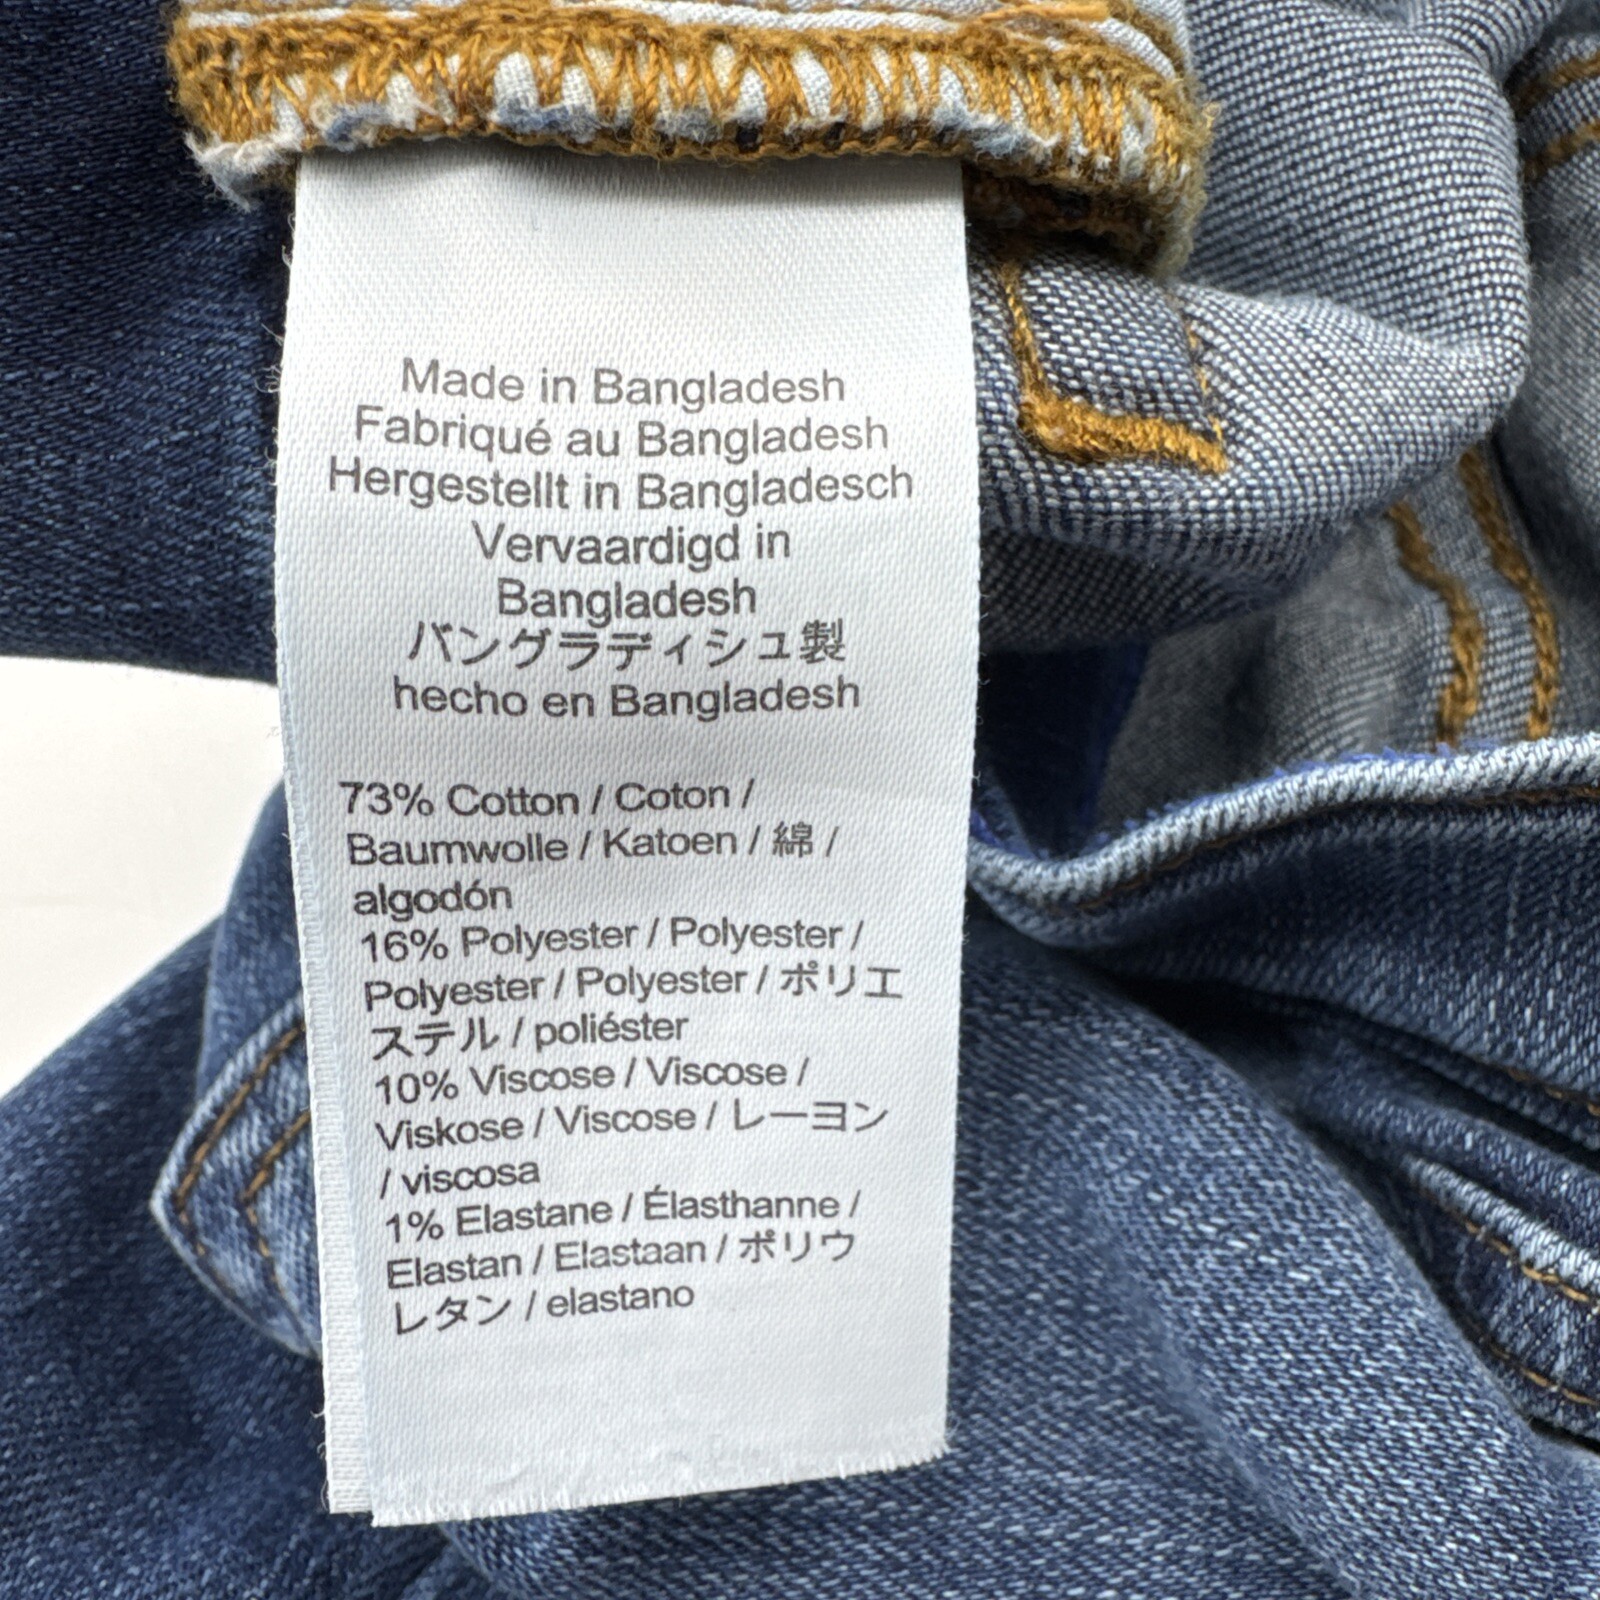 Made in Bangladesh
Fabriqué au Bangladesh
Hergestellt in Bangladesch
Vervaardigd in
Bangladesh
バングラディシュ製
hecho en Bangladesh
73% Cotton / Coton /
Baumwolle / Katoen / 綿 /
algodón
16% Polyester / Polyester /
Polyester / Polyester / ポリエ
ステル / poliéster
10% Viscose / Viscose /
Viskose / Viscose / レーヨン
/ viscosa
1% Elastane / Élasthanne /
Elastan / Elastaan / ポリウ
レタン / elastano